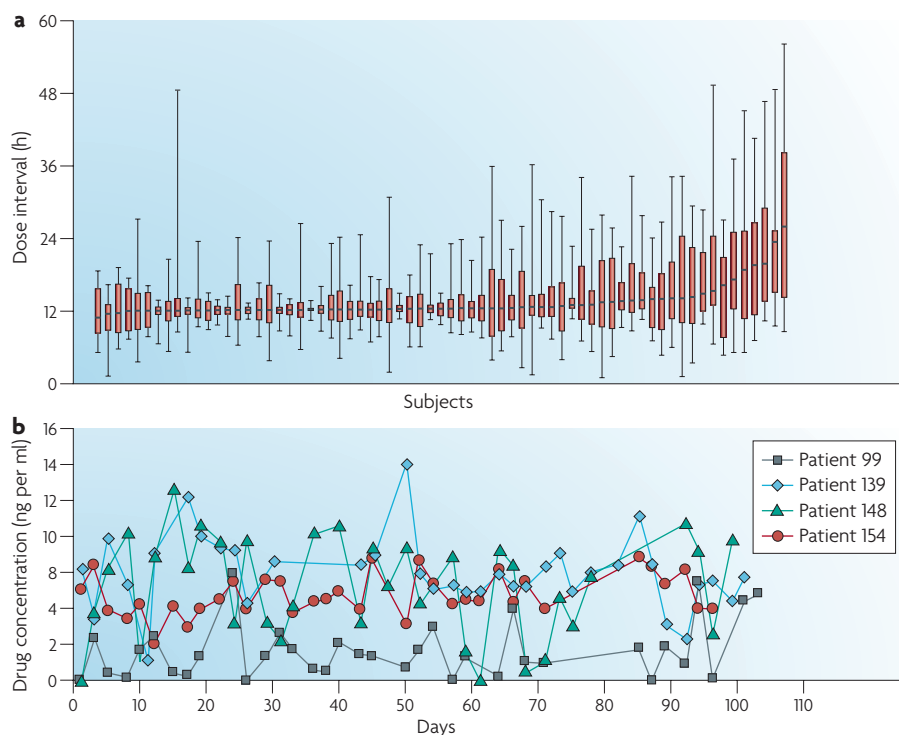 a
60
48
36
24
12
0
Dose interval (h)
Subjects
b
16
14
12
10
8
4
2
0
Drug concentration (ng per ml)
Patient 99
Patient 139
Patient 148
Patient 154
0 10 20 30 40 50 60 70 80 90 100 110
Days